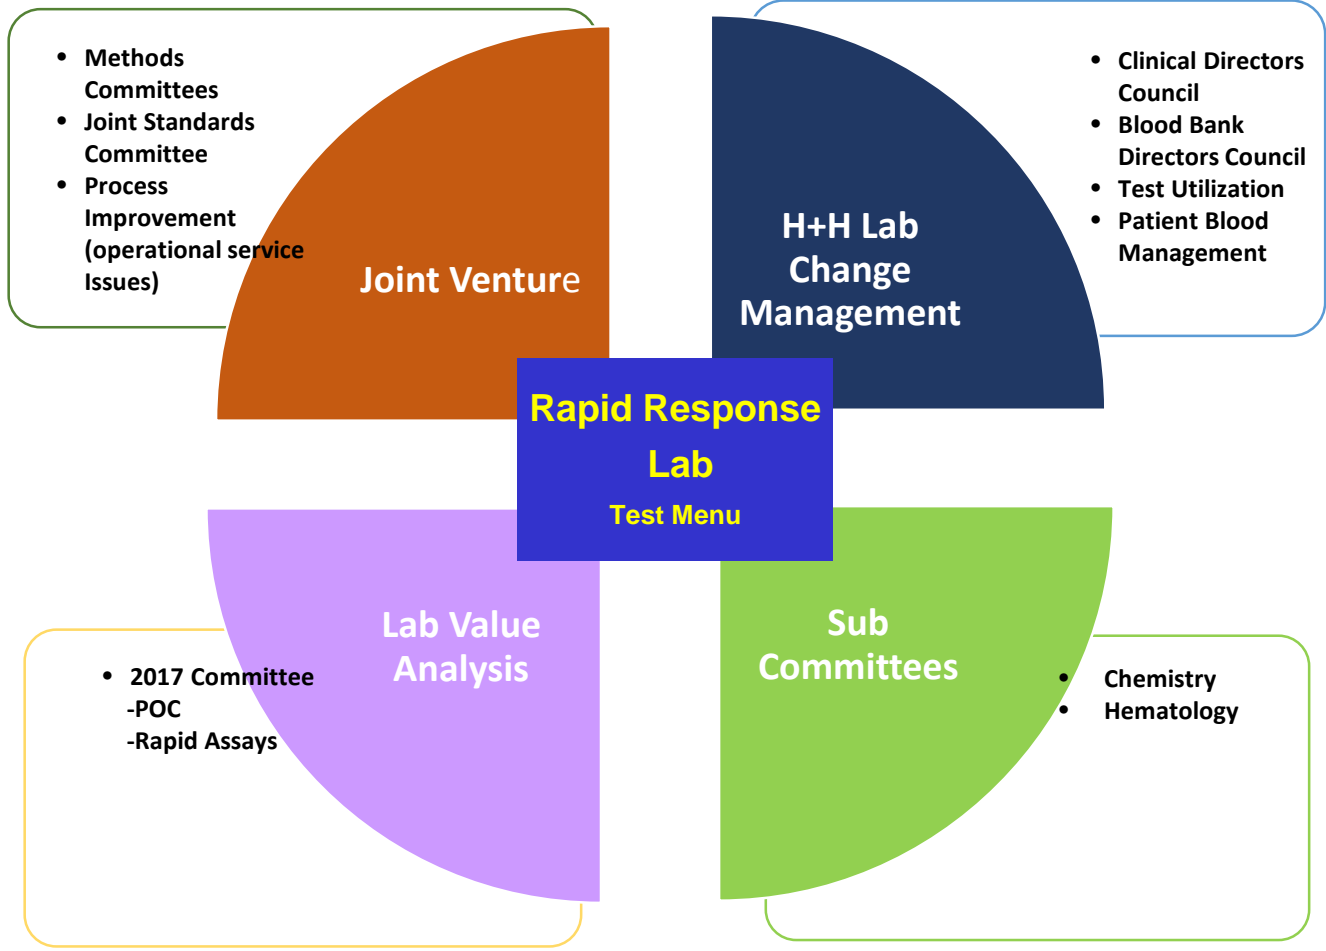 • Methods
Committees
• Joint Standards
Committee
• Process
Improvement
(operational service
Issues)
Joint Venture
H+H Lab
Change
Management
• Clinical Directors
Council
• Blood Bank
Directors Council
• Test Utilization
• Patient Blood
Management
Rapid Response
Lab
Test Menu
Lab Value
Analysis
• 2017 Committee
-POC
-Rapid Assays
Sub
Committees
• Chemistry
• Hematology